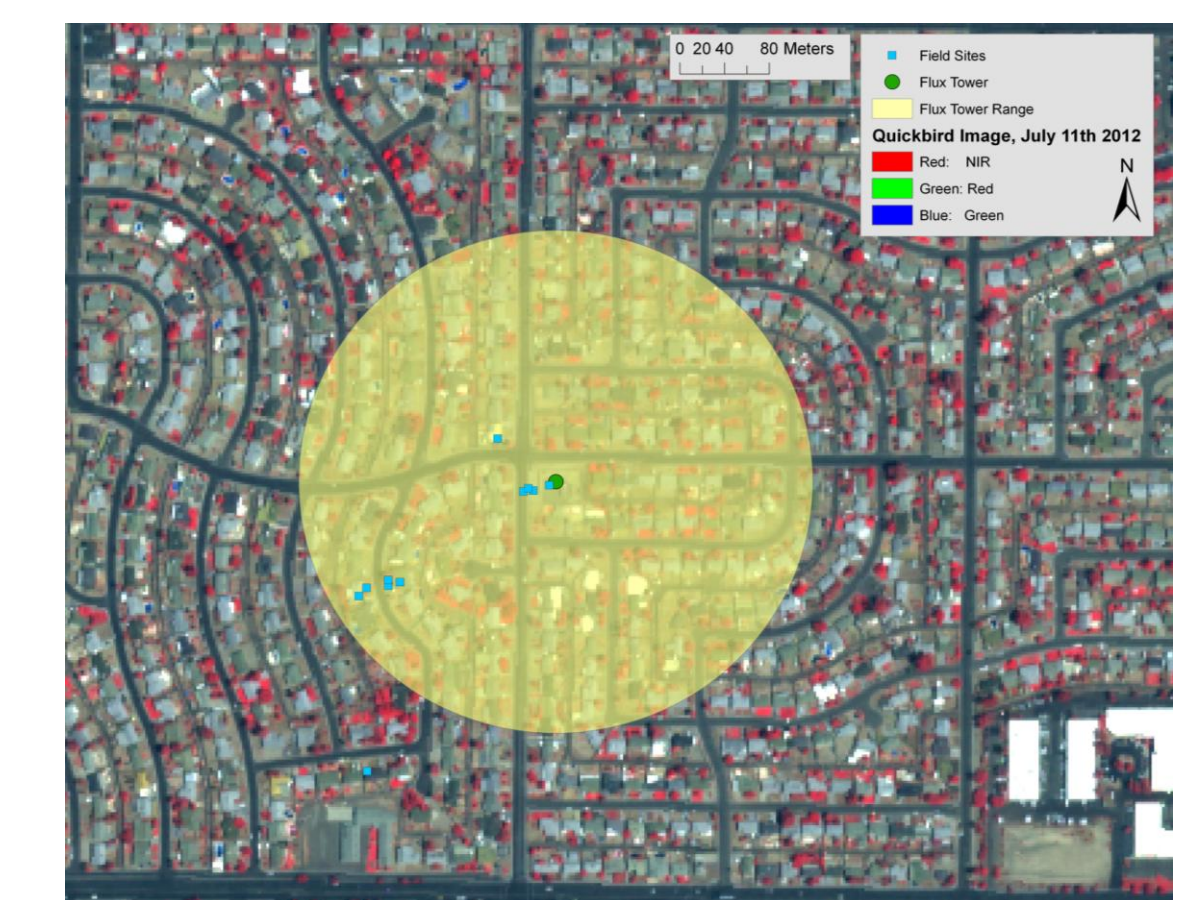 0 20 40 80 Meters
Field Sites
Flux Tower
Flux Tower Range
Quickbird Image, July 11th 2012
Red: NIR
Green: Red
Blue: Green
N